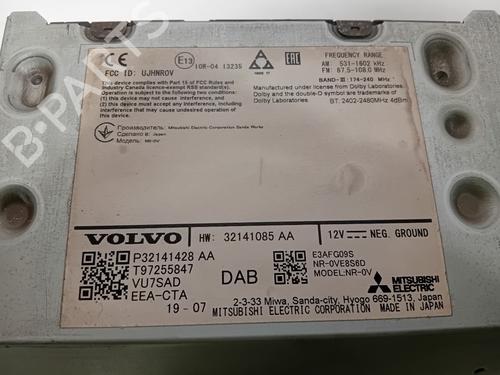 CE
E13
10R-04 13235
FCC ID: UJHNR0V
This device complies with Part 15 of FCC Rules and
Industry Canada licence-exempt RSS standard(s).
Operation is subject to the following two conditions:
(1) this device may not cause interference, and
(2) this device must accept any interference, including
interference that may cause undesired operation of
this device.
EAC
FREQUENCY RANGE
AM: 531-1602 kHz
FM: 87.5-108.0 MHz
BAND-III: 174-240 MHz
Manufactured under license from Dolby Laboratories.
Dolby and the double-D symbol are trademarks of
Dolby Laboratories.
BT: 2402-2480MHz 4dBm
Производитель: Mitsubishi Electric Corporation Sanda Works
Сделано в: Japan
Модель: NR-0V
VOLVO
HW: 32141085 AA
12V NEG. GROUND
P32141428 AA
T97255847
VU7SAD
EEA-CTA
19-07
DAB
E3AFG09S
NR-0VE8S6D
MODEL:NR-0V
MITSUBISHI
ELECTRIC
2-3-33 Miwa, Sanda-city, Hyogo 669-1513, Japan
MITSUBISHI ELECTRIC CORPORATION MADE IN JAPAN